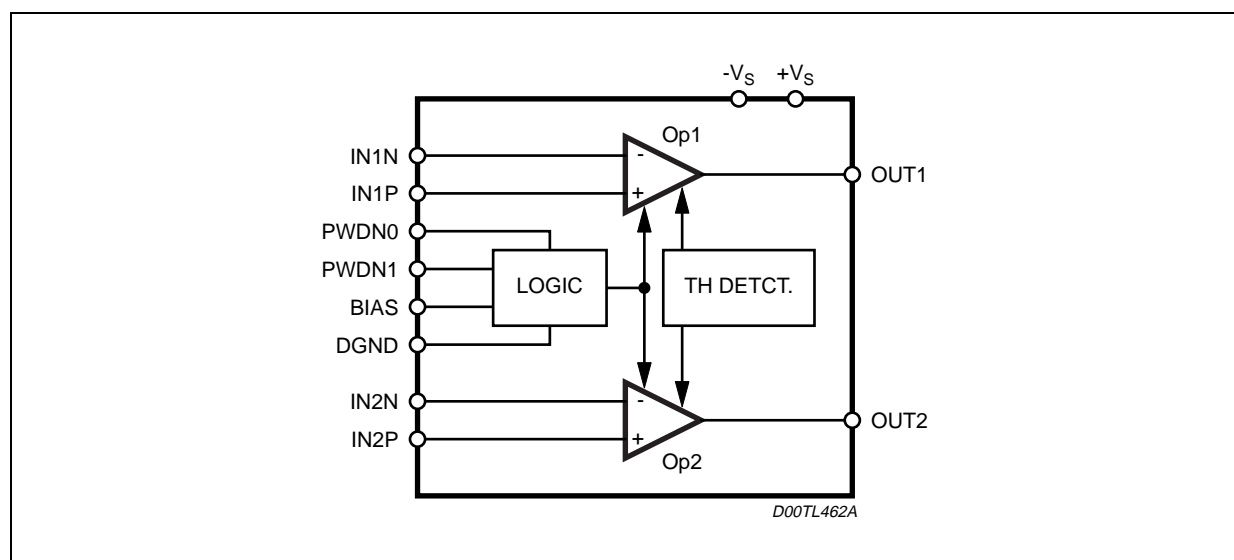 -VS +VS
Op1
IN1N
-
OUT1
IN1P
+
PWDN0
PWDN1
LOGIC
TH DETCT.
BIAS
DGND
IN2N
-
OUT2
IN2P
+
Op2
D00TL462A